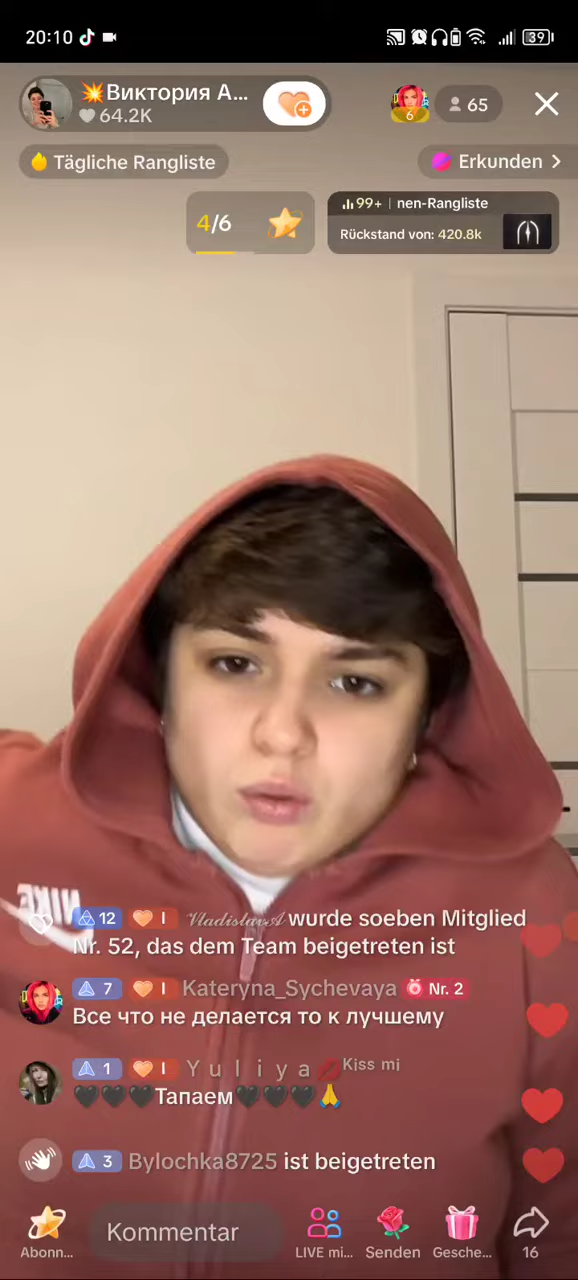 20:10
39
💥Виктория А...
64.2K
6
65
Tägliche Rangliste
Erkunden
4/6
99+ | nen-Rangliste
Rückstand von: 420.8k
NIKE
12 I VladislavA wurde soeben Mitglied
Nr. 52, das dem Team beigetreten ist
7 I Kateryna_Sychevaya Nr. 2
Все что не делается то к лучшему
1 I Y u l i y a💋Kiss mi
🖤🖤🖤Тапаем🖤🖤🖤🙏
3 Bylochka8725 ist beigetreten
Kommentar
Abonn...
LIVE mi...
Senden
Gesche...
16